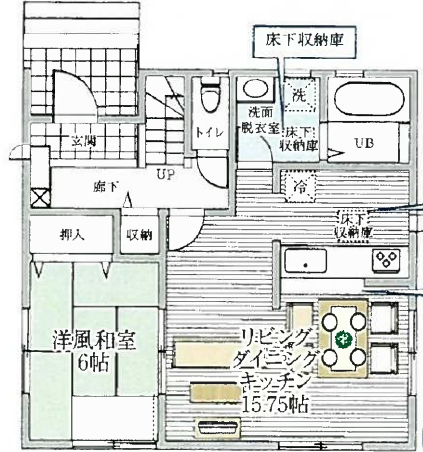 床下収納庫
洗
洗面
脱衣室
床下
収納庫
トイレ
UB
玄関
UP
廊下
冷
押入
収納
床下
収納庫
洋風和室
6帖
リビング
ダイニング
キッチン
15.75帖